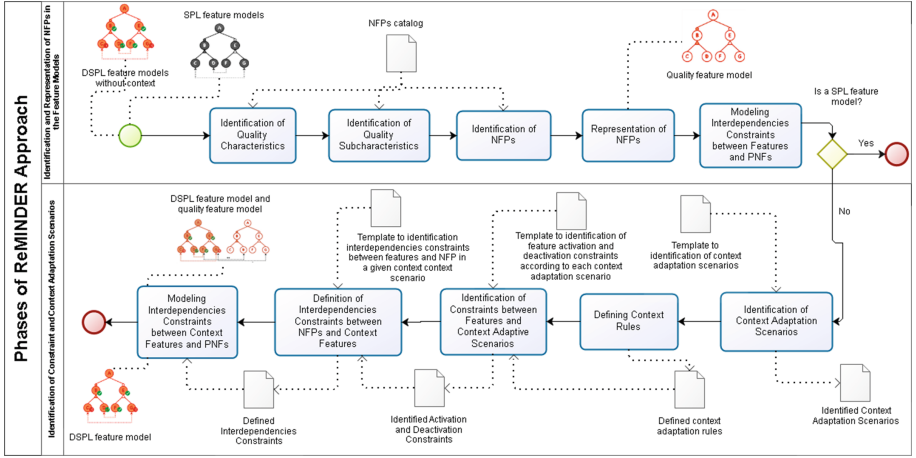 Phases of ReMINDER Approach
Identification and Representation of NFPs in
the Feature Models
SPL feature models
DSPL feature models
without context
NFPs catalog
Quality feature model
Identification of
Quality
Characteristics
Identification of
Quality
Subcharacteristics
Identification of
NFPs
Representation of
NFPs
Modeling
Interdependencies
Constraints
between Features
and PNFs
Is a SPL feature
model?
Yes
No
Identification of Constraint and Context Adaptation Scenarios
DSPL feature model and
quality feature model
Template to identification
interdependencies constraints
between features and NFP in
a given context context
scenario
Template to identification of
feature activation and
deactivation constraints
according to each context
adaptation scenario
Template to
identification of context
adaptation scenarios
Modeling
Interdependencies
Constraints
between Context
Features and PNFs
Definition of
Interdependencies
Constraints between
NFPs and Context
Features
Identification of
Constraints between
Features and
Context Adaptive
Scenarios
Defining Context
Rules
Identification of
Context Adaptation
Scenarios
DSPL feature model
Defined
Interdependencies
Constraints
Identified Activation
and Deactivation
Constraints
Defined context
adaptation rules
Identified Context
Adaptation Scenarios